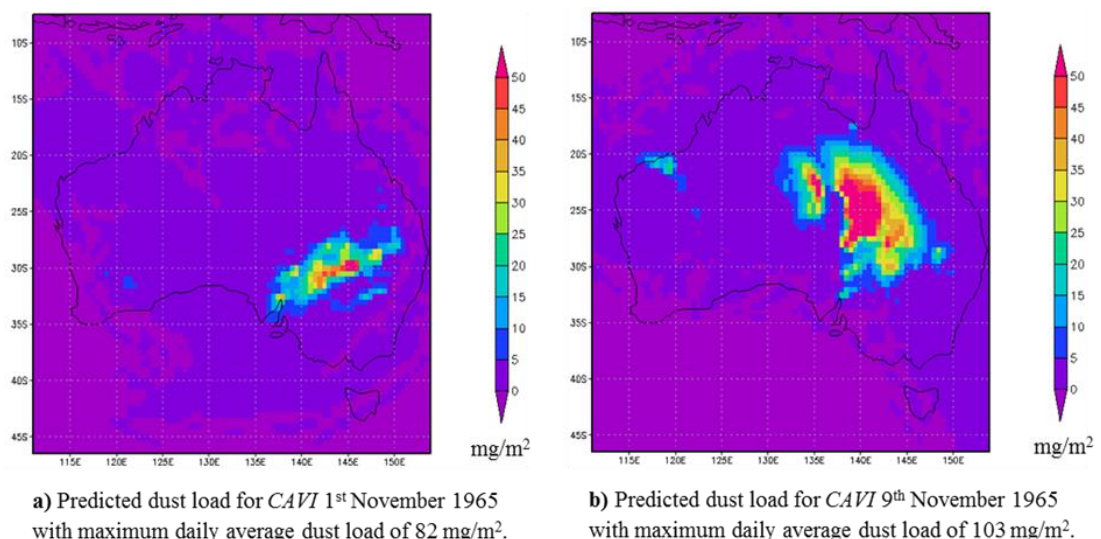 10S
15S
20S
25S
30S
35S
40S
45S
115E 120E 125E 130E 135E 140E 145E 150E
50
45
40
35
30
25
20
15
10
5
0
mg/m²
a) Predicted dust load for CAVI 1st November 1965
with maximum daily average dust load of 82 mg/m².
10S
15S
20S
25S
30S
35S
40S
45S
115E 120E 125E 130E 135E 140E 145E 150E
50
45
40
35
30
25
20
15
10
5
0
mg/m²
b) Predicted dust load for CAVI 9th November 1965
with maximum daily average dust load of 103 mg/m².